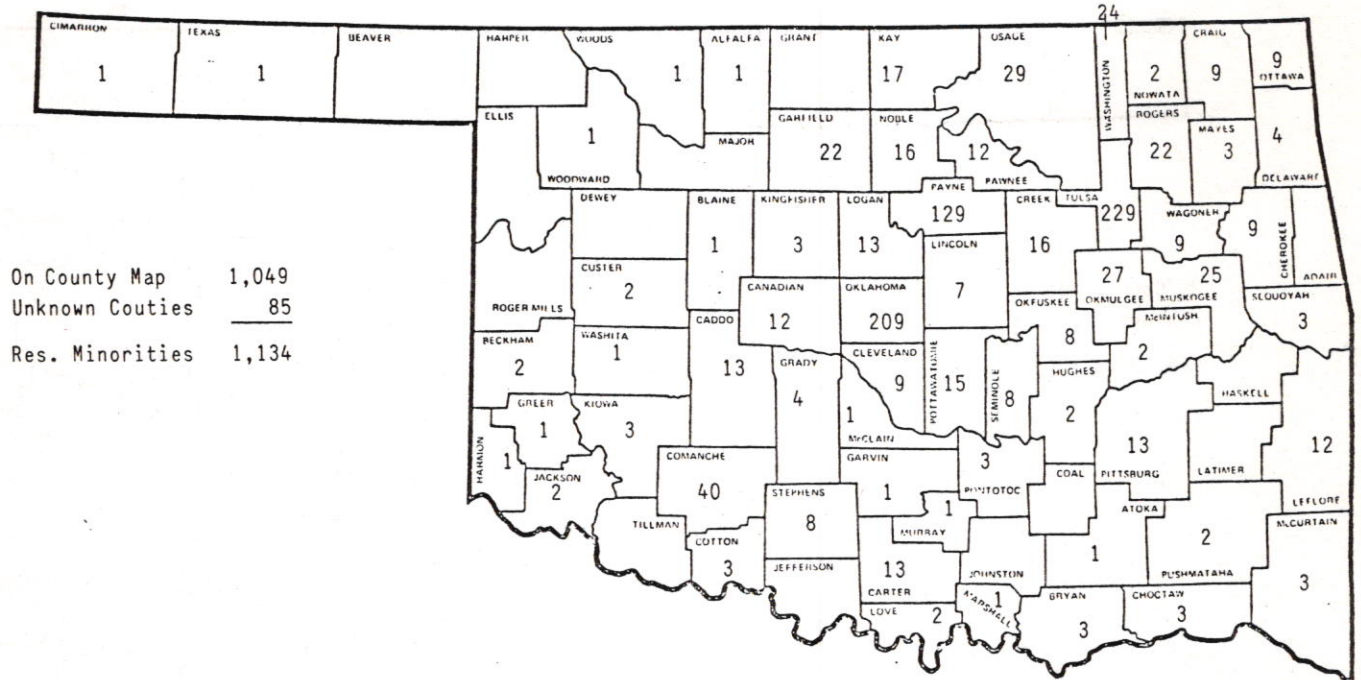 24
CIMARRON
TEXAS
BEAVER
HARPER
WOODS
ALFALFA
GRANT
KAY
OSAGE
WASHINGTON
CRAIG
1
1
1
1
17
29
2
NOWATA
9
9
OTTAWA
ELLIS
1
WOODWARD
MAJOR
GARFIELD
22
NOBLE
16
12
PAWNEE
ROGERS
22
MAYES
3
4
DELAWARE
DEWEY
BLAINE
1
KINGFISHER
3
LOGAN
13
PAYNE
129
LINCOLN
7
CREEK
16
TULSA
229
WAGONER
9
9
CHEROKEE
ADAIR
On County Map 1,049
Unknown Couties 85
Res. Minorities 1,134
ROGER MILLS
CUSTER
2
CANADIAN
12
OKLAHOMA
209
OKFUSKEE
8
27
OKMULGEE
25
MUSKOGEE
SEQUOYAH
3
BECKHAM
2
WASHITA
1
CADDO
13
GRADY
4
CLEVELAND
9
1
McCLAIN
POTTAWATOMIE
15
SEMINOLE
8
HUGHES
2
McINTOSH
2
HASKELL
HARMON
1
GREER
1
KIOWA
3
JACKSON
2
COMANCHE
40
STEPHENS
8
GARVIN
1
3
PONTOTOC
COAL
13
PITTSBURG
LATIMER
12
LEFLORE
TILLMAN
COTTON
3
JEFFERSON
1
MURRAY
13
CARTER
LOVE
2
JOHNSTON
1
MARSHALL
ATOKA
1
BRYAN
3
2
PUSHMATAHA
CHOCTAW
3
McCURTAIN
3